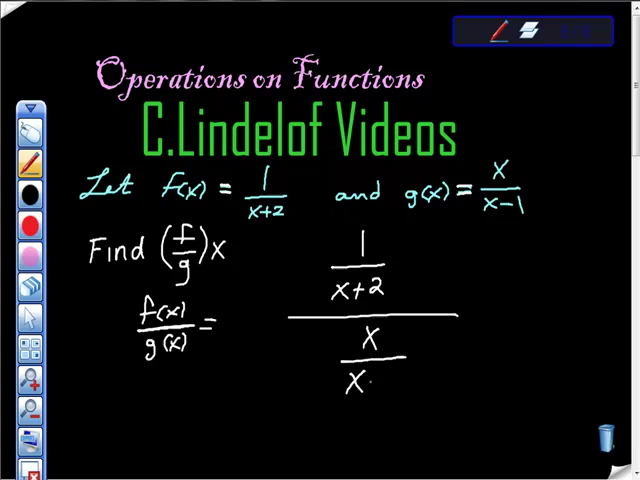 Operations on Functions
C.Lindelof Videos
Let f(x) = 1/(x+2) and g(x) = x/(x-1)
Find (f/g)x
f(x)/g(x) =
1
x+2
x
x